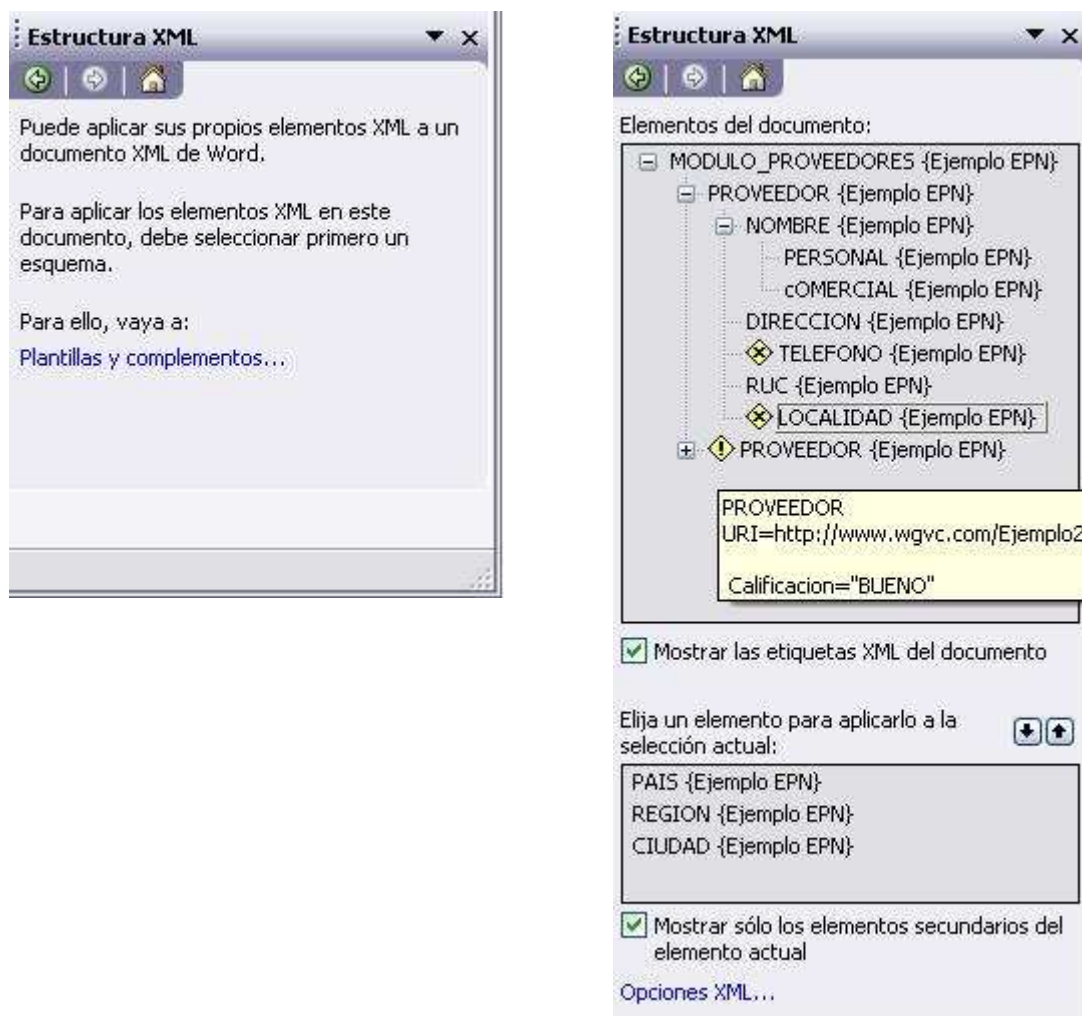 Estructura XML
Puede aplicar sus propios elementos XML a un
documento XML de Word.
Para aplicar los elementos XML en este
documento, debe seleccionar primero un
esquema.
Para ello, vaya a:
Plantillas y complementos...
Estructura XML
Elementos del documento:
MODULO_PROVEEDORES {Ejemplo EPN}
PROVEEDOR {Ejemplo EPN}
NOMBRE {Ejemplo EPN}
PERSONAL {Ejemplo EPN}
cOMERCIAL {Ejemplo EPN}
DIRECCION {Ejemplo EPN}
TELEFONO {Ejemplo EPN}
RUC {Ejemplo EPN}
LOCALIDAD {Ejemplo EPN}
PROVEEDOR {Ejemplo EPN}
PROVEEDOR
URI=http://www.wgvc.com/Ejemplo2
Calificacion="BUENO"
Mostrar las etiquetas XML del documento
Elija un elemento para aplicarlo a la
selección actual:
PAIS {Ejemplo EPN}
REGION {Ejemplo EPN}
CIUDAD {Ejemplo EPN}
Mostrar sólo los elementos secundarios del
elemento actual
Opciones XML...